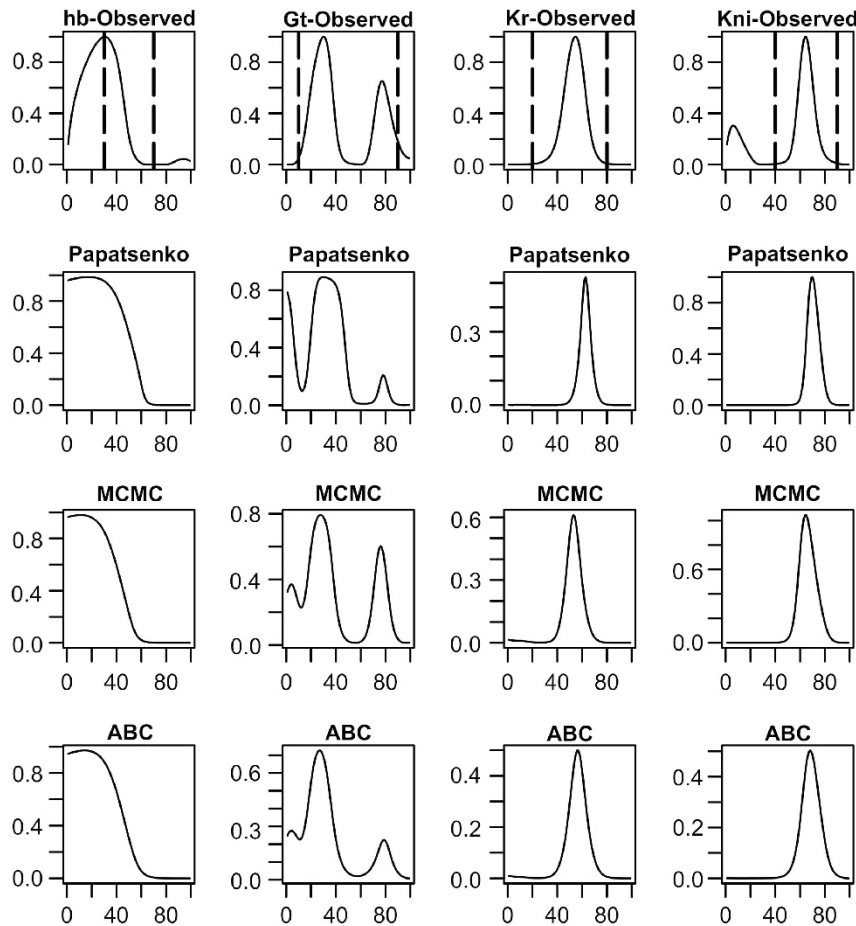 hb-Observed Gt-Observed Kr-Observed Kni-Observed
0.8 0.8 0.8 0.8
0.4 0.4 0.4 0.4
0.0 0.0 0.0 0.0
0 40 80 0 40 80 0 40 80 0 40 80
Papatsenko Papatsenko Papatsenko Papatsenko
0.8 0.8 0.3 0.8
0.4 0.4 0.4
0.0 0.0 0.0 0.0
0 40 80 0 40 80 0 40 80 0 40 80
MCMC MCMC MCMC MCMC
0.8 0.8 0.6 0.6
0.4 0.4 0.3
0.0 0.0 0.0 0.0
0 40 80 0 40 80 0 40 80 0 40 80
ABC ABC ABC ABC
0.8 0.6 0.4
0.4 0.3 0.2 0.4
0.0 0.0 0.0 0.2
0.0
0 40 80 0 40 80 0 40 80 0 40 80